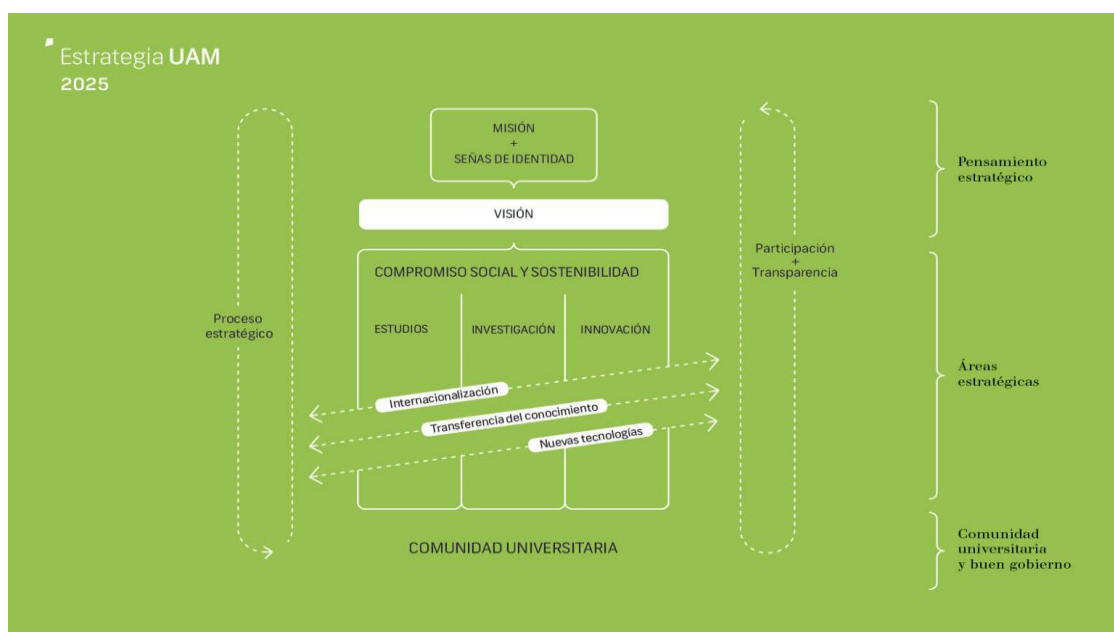 Estrategia UAM
2025
MISIÓN
+
SEÑAS DE IDENTIDAD
VISIÓN
COMPROMISO SOCIAL Y SOSTENIBILIDAD
ESTUDIOS
INVESTIGACIÓN
INNOVACIÓN
Internacionalización
Transferencia del conocimiento
Nuevas tecnologías
COMUNIDAD UNIVERSITARIA
Proceso
estratégico
Participación
+
Transparencia
Pensamiento
estratégico
Áreas
estratégicas
Comunidad
universitaria
y buen gobierno